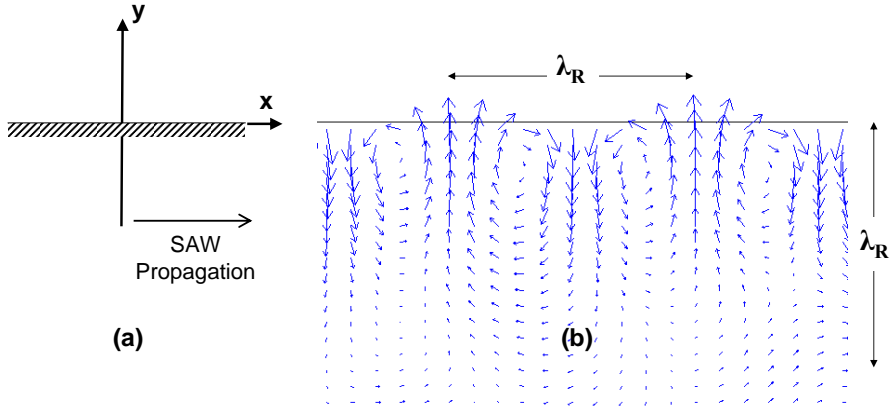 y
x
SAW
Propagation
(a)
λR
λR
(b)